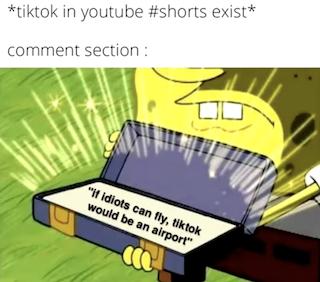 *tiktok in youtube #shorts exist*
comment section :
"if idiots can fly, tiktok
would be an airport"